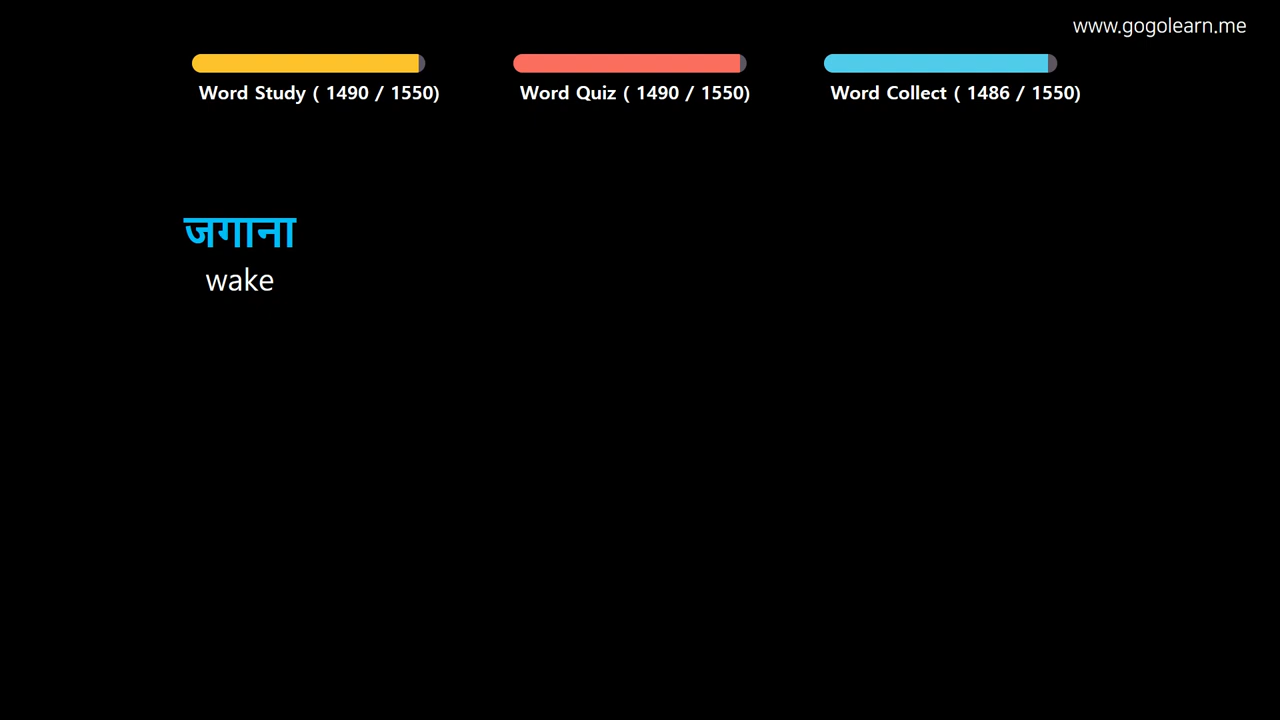 www.gogolearn.me
Word Study ( 1490 / 1550)
Word Quiz ( 1490 / 1550)
Word Collect ( 1486 / 1550)
जगाना
wake